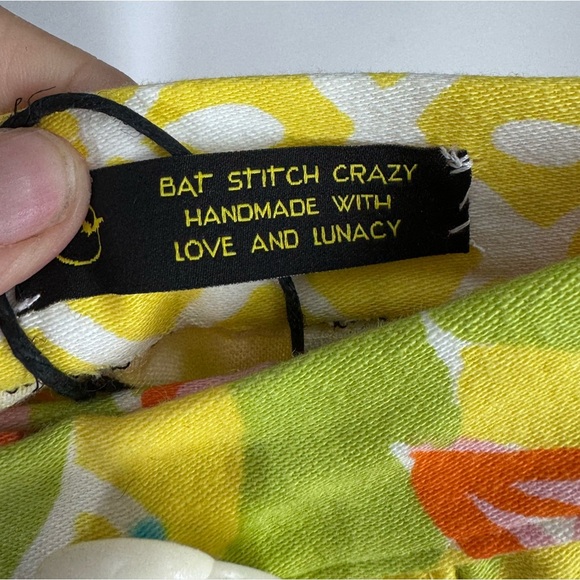 BAT STITCH CRAZY
HANDMADE WITH
LOVE AND LUNACY